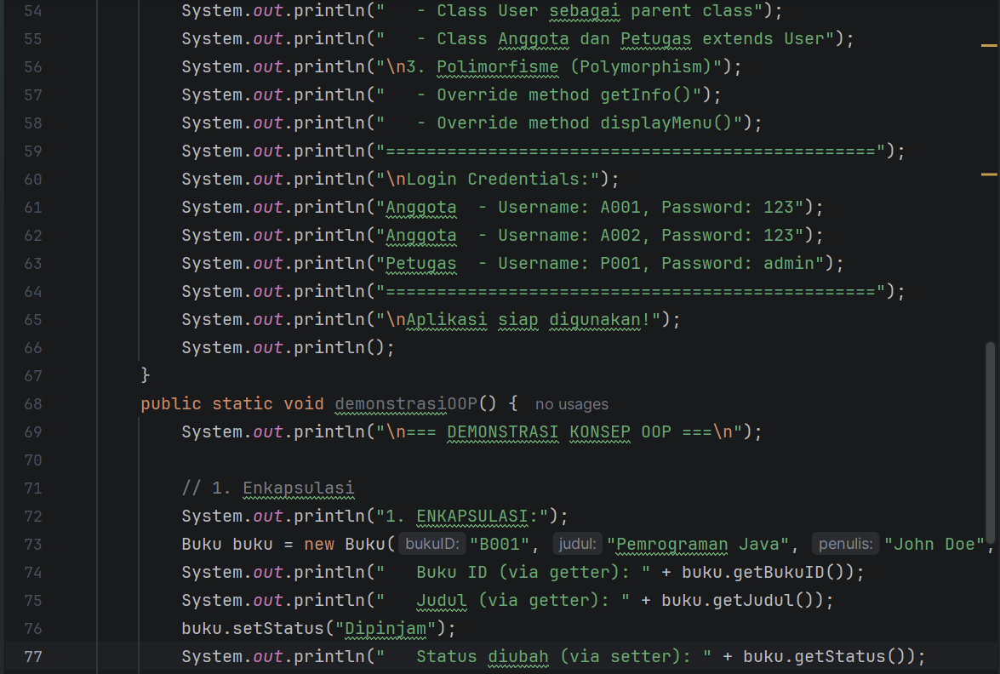 54 System.out.println("   - Class User sebagai parent class");
55 System.out.println("   - Class Anggota dan Petugas extends User");
56 System.out.println("\n3. Polimorfisme (Polymorphism)");
57 System.out.println("   - Override method getInfo()");
58 System.out.println("   - Override method displayMenu()");
59 System.out.println("================================================");
60 System.out.println("\nLogin Credentials:");
61 System.out.println("Anggota  - Username: A001, Password: 123");
62 System.out.println("Anggota  - Username: A002, Password: 123");
63 System.out.println("Petugas  - Username: P001, Password: admin");
64 System.out.println("================================================");
65 System.out.println("\nAplikasi siap digunakan!");
66 System.out.println();
67 }
68 public static void demonstrasiOOP() { no usages
69 System.out.println("\n=== DEMONSTRASI KONSEP OOP ===\n");
70
71 // 1. Enkapsulasi
72 System.out.println("1. ENKAPSULASI:");
73 Buku buku = new Buku( bukuID: "B001", judul: "Pemrograman Java", penulis: "John Doe",
74 System.out.println("   Buku ID (via getter): " + buku.getBukuID());
75 System.out.println("   Judul (via getter): " + buku.getJudul());
76 buku.setStatus("Dipinjam");
77 System.out.println("   Status diubah (via setter): " + buku.getStatus());